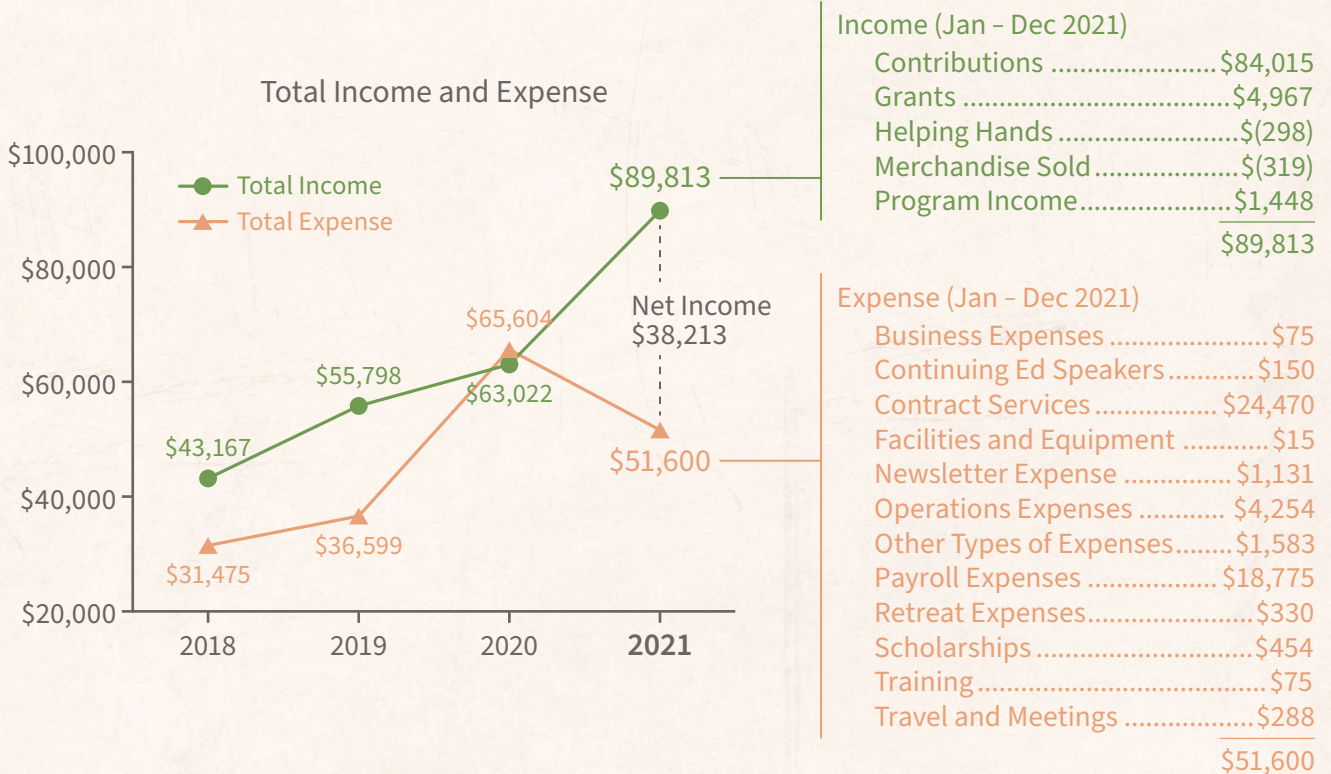 Total Income and Expense
$100,000
$80,000
$60,000
$40,000
$20,000
Total Income
Total Expense
$43,167
$55,798
$63,022
$89,813
$31,475
$36,599
$65,604
$51,600
Net Income
$38,213
2018 2019 2020 2021
Income (Jan – Dec 2021)
Contributions ....................... $84,015
Grants ..................................... $4,967
Helping Hands ......................... $(298)
Merchandise Sold .................... $(319)
Program Income ..................... $1,448
$89,813
Expense (Jan – Dec 2021)
Business Expenses ...................... $75
Continuing Ed Speakers ............ $150
Contract Services ................. $24,470
Facilities and Equipment ............ $15
Newsletter Expense ............... $1,131
Operations Expenses ............ $4,254
Other Types of Expenses ........ $1,583
Payroll Expenses .................. $18,775
Retreat Expenses ....................... $330
Scholarships .............................. $454
Training ........................................ $75
Travel and Meetings .................. $288
$51,600